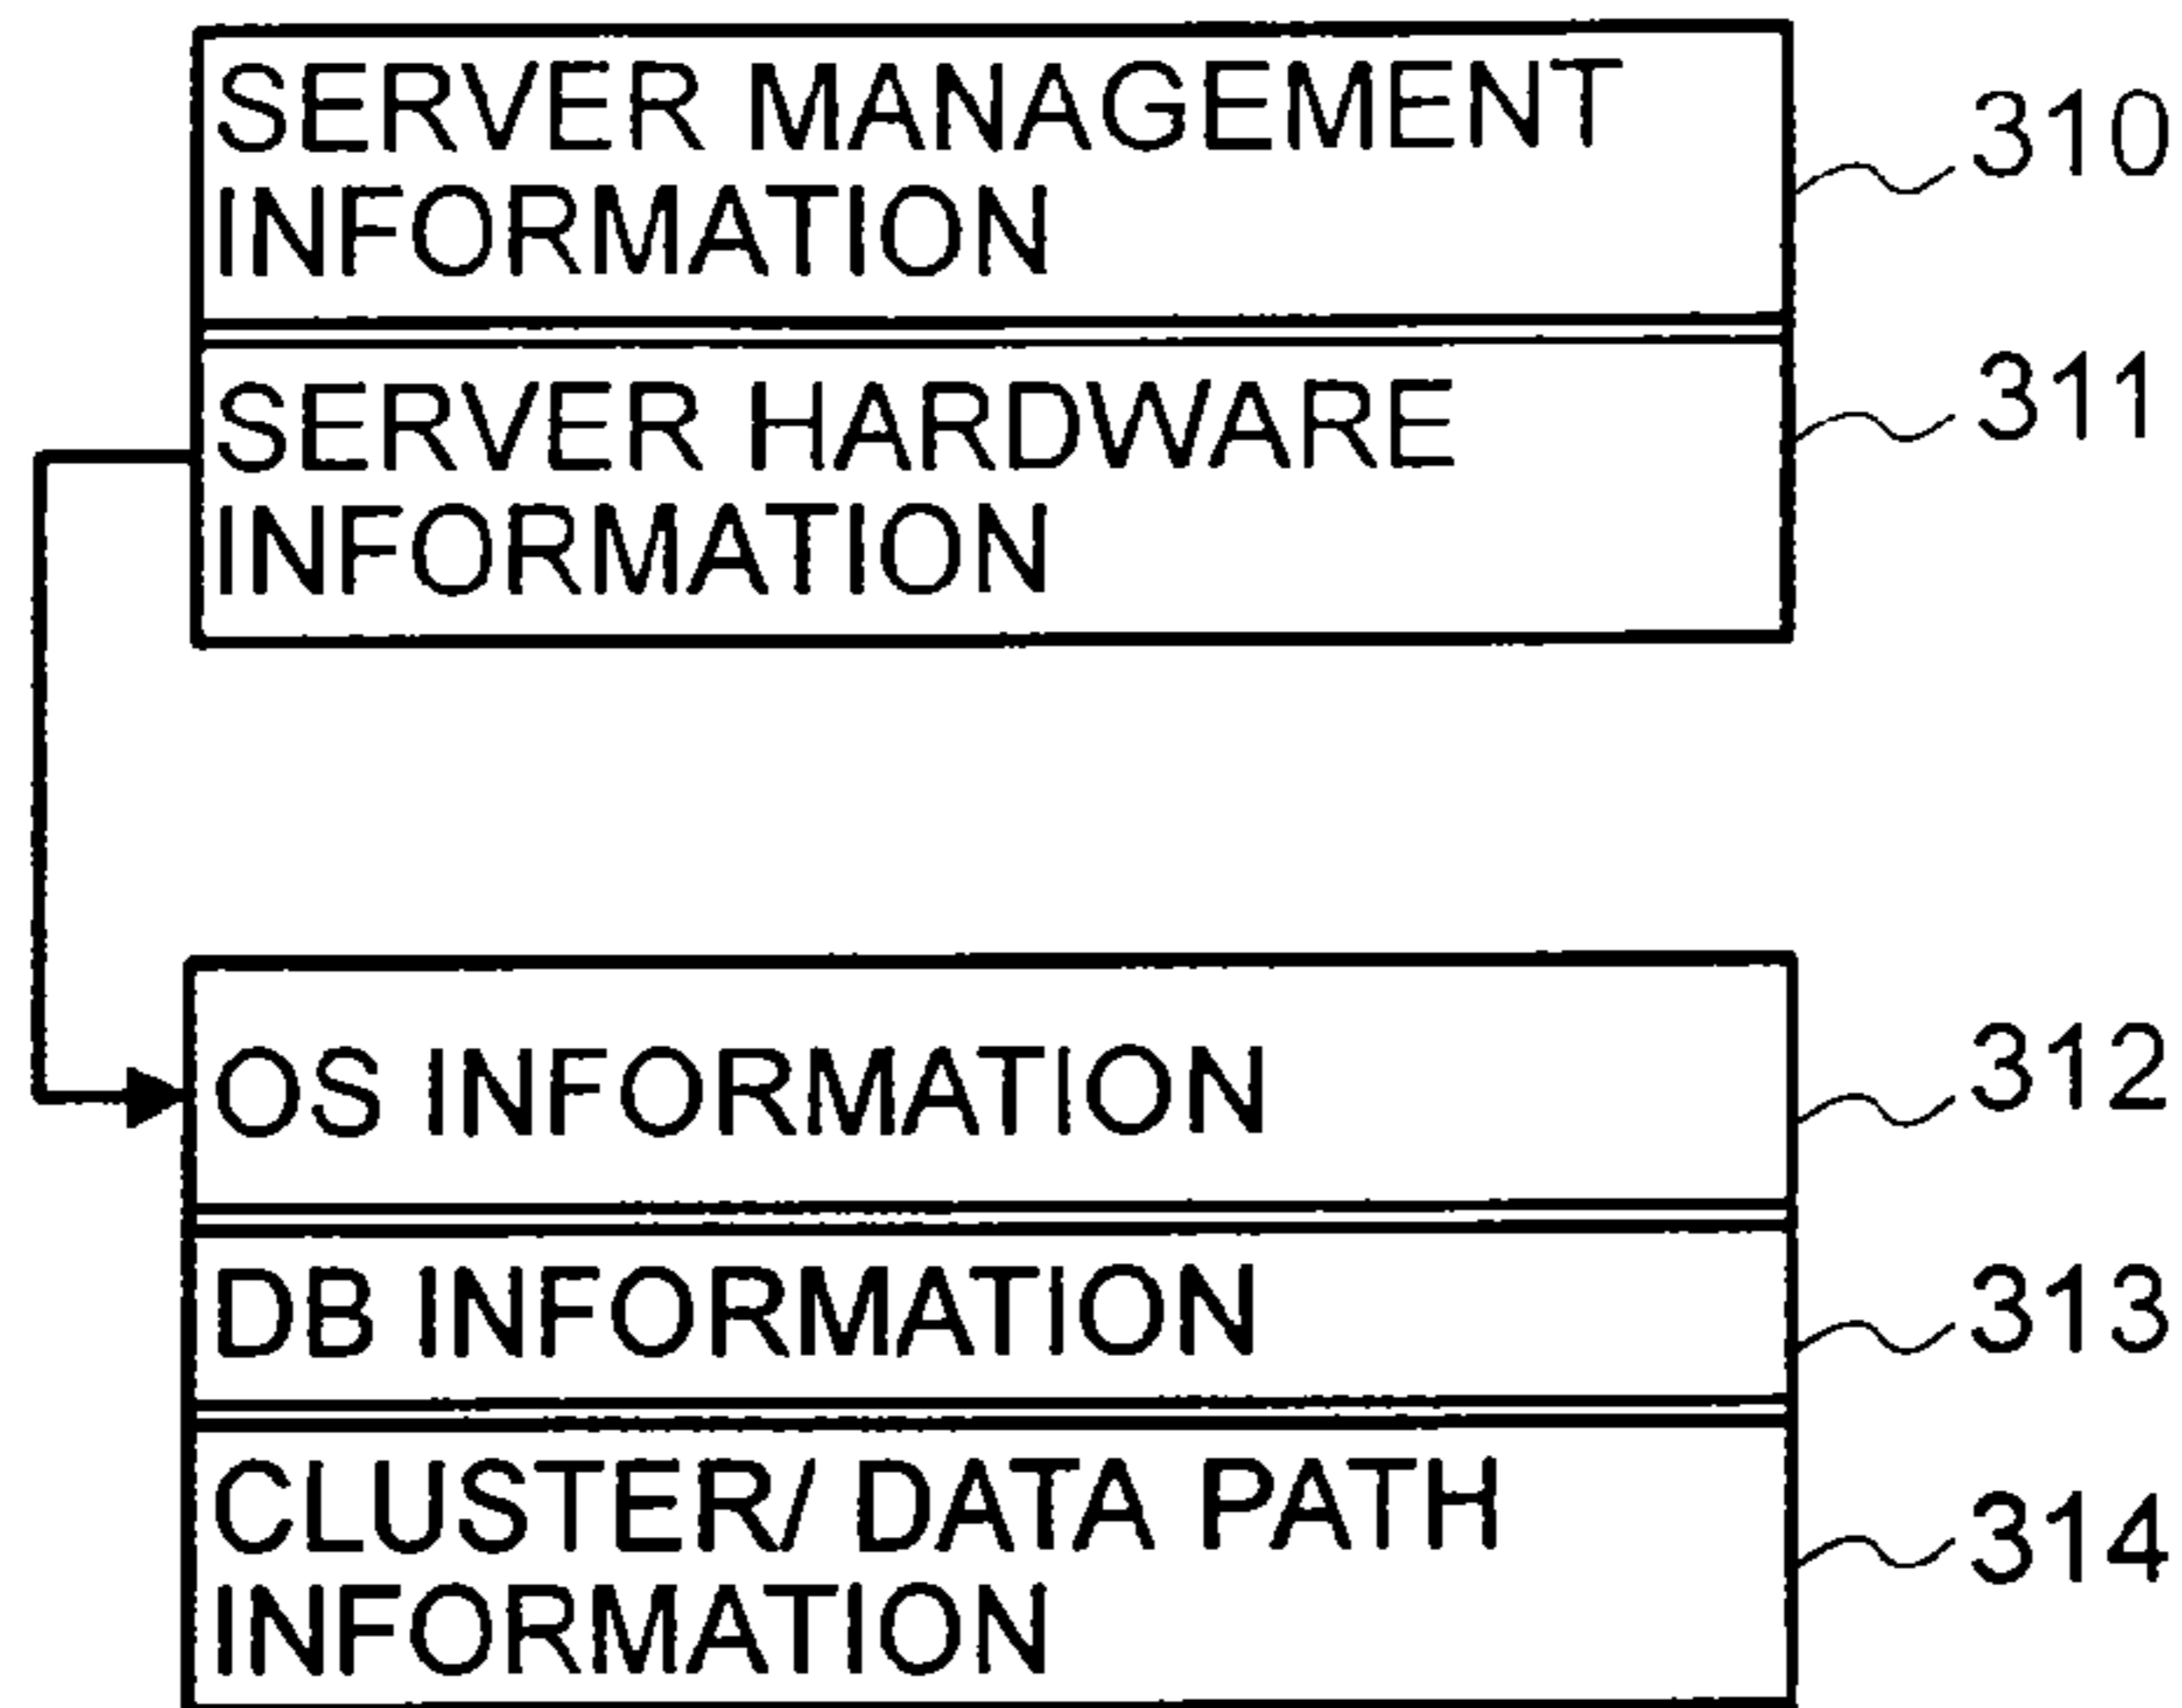 SERVER MANAGEMENT
INFORMATION
310
SERVER HARDWARE
INFORMATION
311
OS INFORMATION
312
DB INFORMATION
313
CLUSTER/ DATA PATH
INFORMATION
314